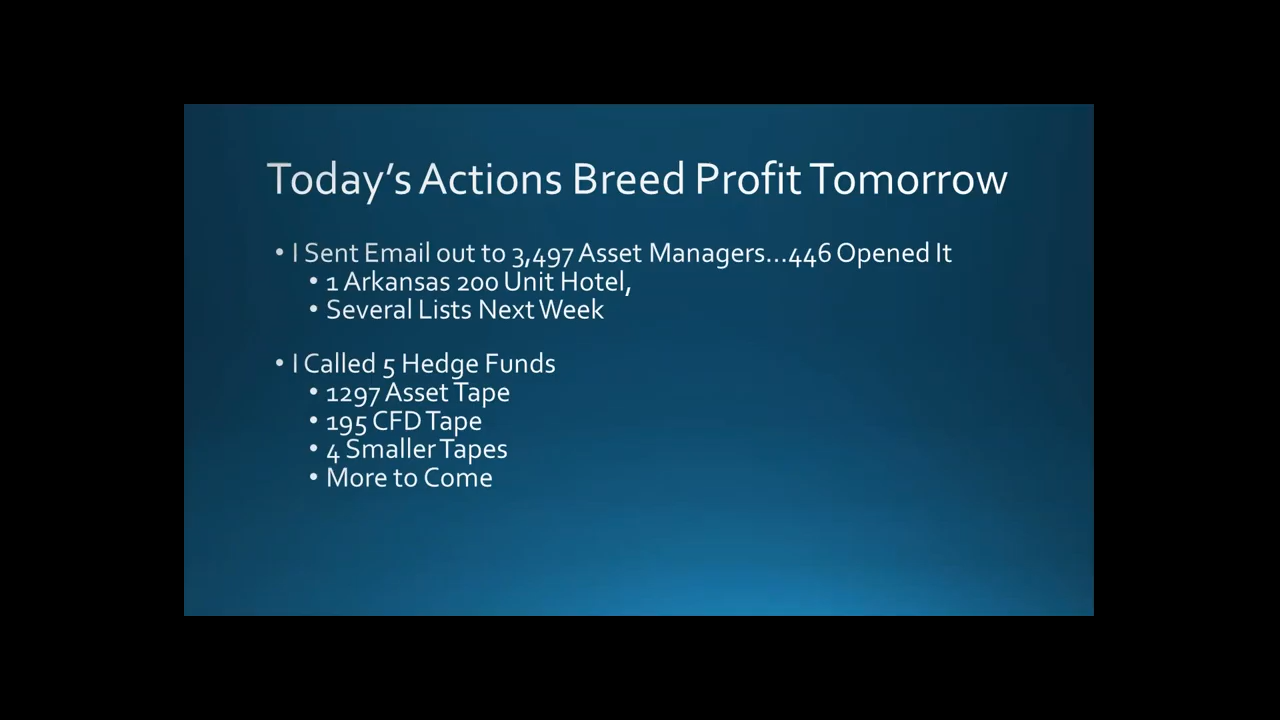 Today's Actions Breed Profit Tomorrow
• I Sent Email out to 3,497 Asset Managers...446 Opened It
• 1 Arkansas 200 Unit Hotel,
• Several Lists Next Week
• I Called 5 Hedge Funds
• 1297 Asset Tape
• 195 CFD Tape
• 4 Smaller Tapes
• More to Come